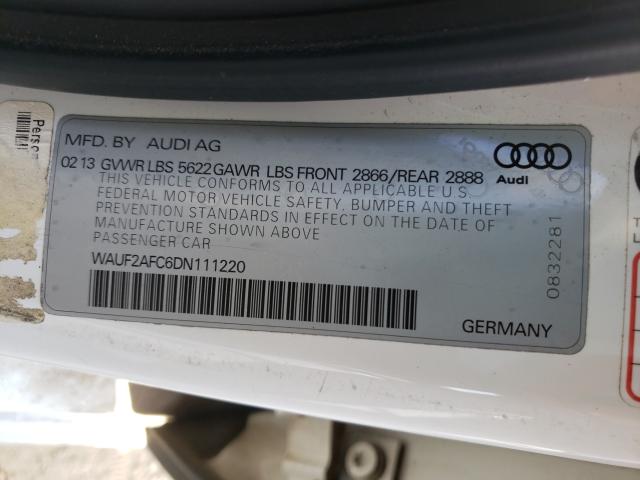 MFD. BY AUDI AG
02 13 GVWR LBS 5622 GAWR LBS FRONT 2866/REAR 2888
THIS VEHICLE CONFORMS TO ALL APPLICABLE U.S.
FEDERAL MOTOR VEHICLE SAFETY, BUMPER AND THEFT
PREVENTION STANDARDS IN EFFECT ON THE DATE OF
MANUFACTURE SHOWN ABOVE
PASSENGER CAR
WAUF2AFC6DN111220
GERMANY
Audi
0832281